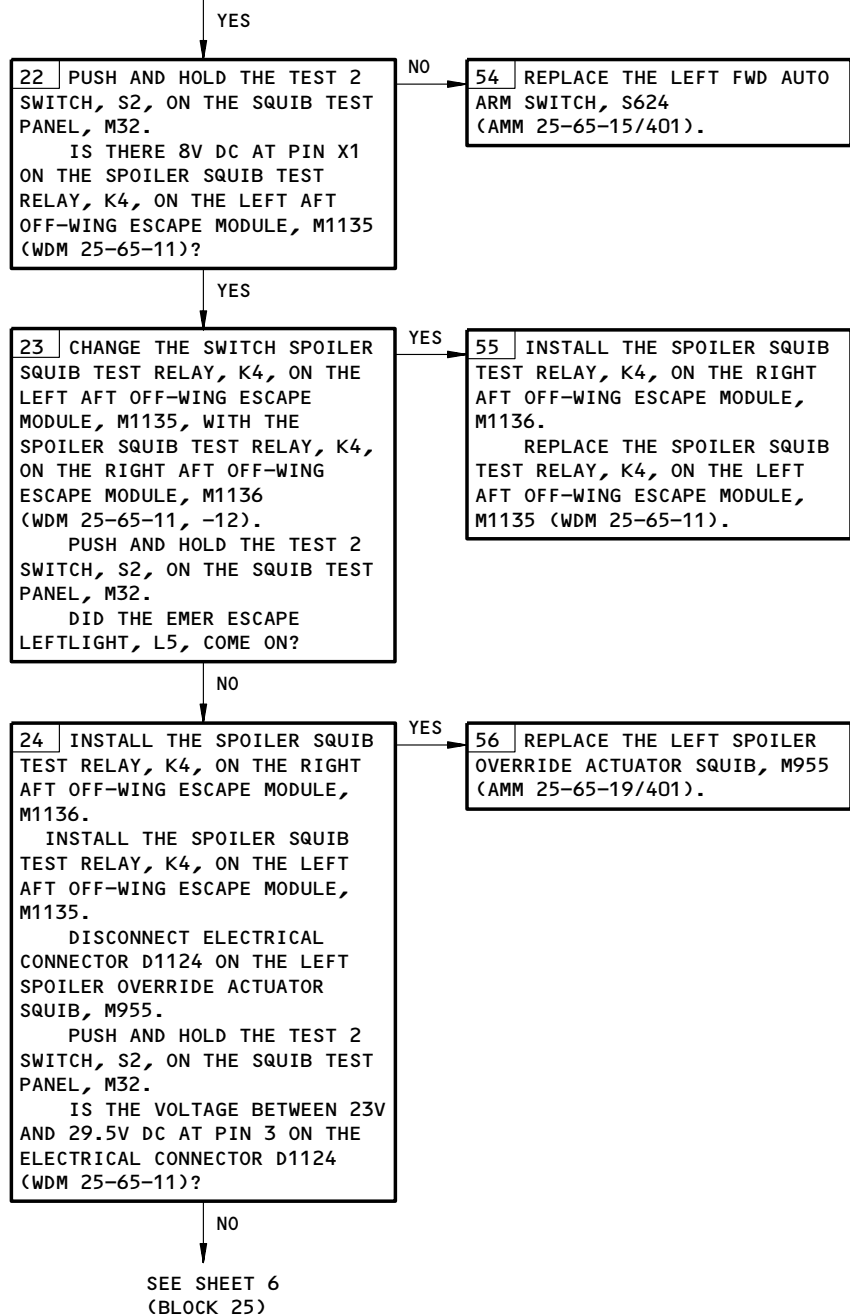 YES
22 PUSH AND HOLD THE TEST 2
SWITCH, S2, ON THE SQUIB TEST
PANEL, M32.
IS THERE 8V DC AT PIN X1
ON THE SPOILER SQUIB TEST
RELAY, K4, ON THE LEFT AFT
OFF-WING ESCAPE MODULE, M1135
(WDM 25-65-11)?
NO
54 REPLACE THE LEFT FWD AUTO
ARM SWITCH, S624
(AMM 25-65-15/401).
YES
23 CHANGE THE SWITCH SPOILER
SQUIB TEST RELAY, K4, ON THE
LEFT AFT OFF-WING ESCAPE
MODULE, M1135, WITH THE
SPOILER SQUIB TEST RELAY, K4,
ON THE RIGHT AFT OFF-WING
ESCAPE MODULE, M1136
(WDM 25-65-11, -12).
PUSH AND HOLD THE TEST 2
SWITCH, S2, ON THE SQUIB TEST
PANEL, M32.
DID THE EMER ESCAPE
LEFTLIGHT, L5, COME ON?
YES
55 INSTALL THE SPOILER SQUIB
TEST RELAY, K4, ON THE RIGHT
AFT OFF-WING ESCAPE MODULE,
M1136.
REPLACE THE SPOILER SQUIB
TEST RELAY, K4, ON THE LEFT
AFT OFF-WING ESCAPE MODULE,
M1135 (WDM 25-65-11).
NO
24 INSTALL THE SPOILER SQUIB
TEST RELAY, K4, ON THE RIGHT
AFT OFF-WING ESCAPE MODULE,
M1136.
INSTALL THE SPOILER SQUIB
TEST RELAY, K4, ON THE LEFT
AFT OFF-WING ESCAPE MODULE,
M1135.
DISCONNECT ELECTRICAL
CONNECTOR D1124 ON THE LEFT
SPOILER OVERRIDE ACTUATOR
SQUIB, M955.
PUSH AND HOLD THE TEST 2
SWITCH, S2, ON THE SQUIB TEST
PANEL, M32.
IS THE VOLTAGE BETWEEN 23V
AND 29.5V DC AT PIN 3 ON THE
ELECTRICAL CONNECTOR D1124
(WDM 25-65-11)?
YES
56 REPLACE THE LEFT SPOILER
OVERRIDE ACTUATOR SQUIB, M955
(AMM 25-65-19/401).
NO
SEE SHEET 6
(BLOCK 25)